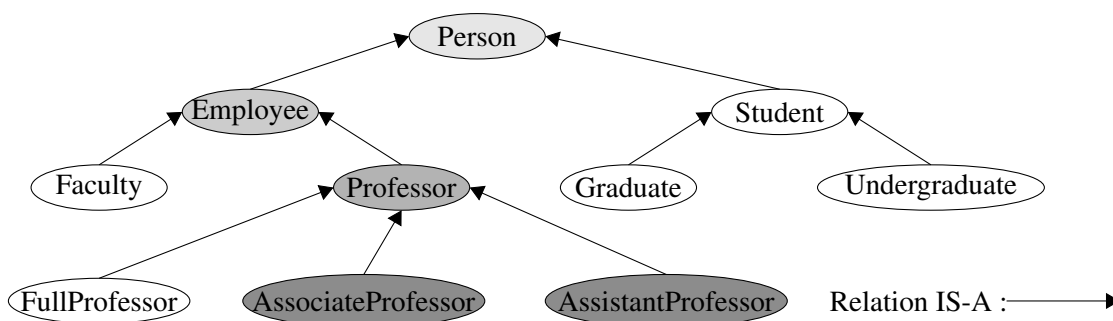 Person
Employee
Student
Faculty
Professor
Graduate
Undergraduate
FullProfessor
AssociateProfessor
AssistantProfessor
Relation IS-A :